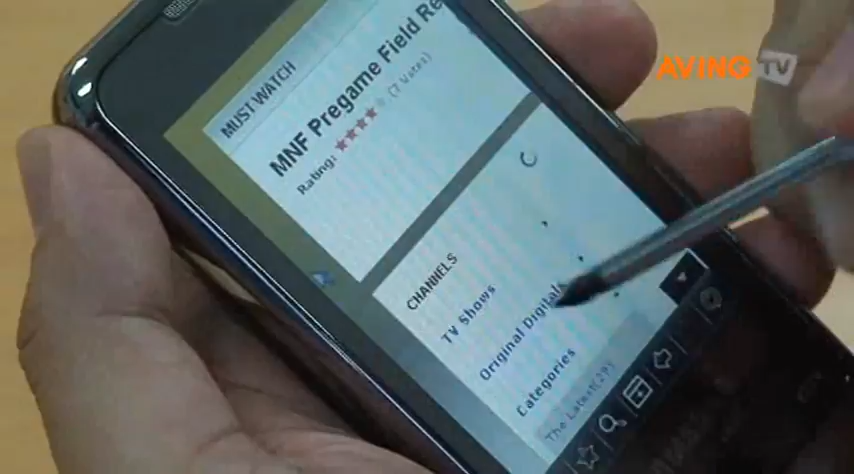 AVING TV
MUST WATCH
MNF Pregame Field Re
Rating: (7 Votes)
CHANNELS
TV Shows
Original Digitals
Categories
The Latest(29)